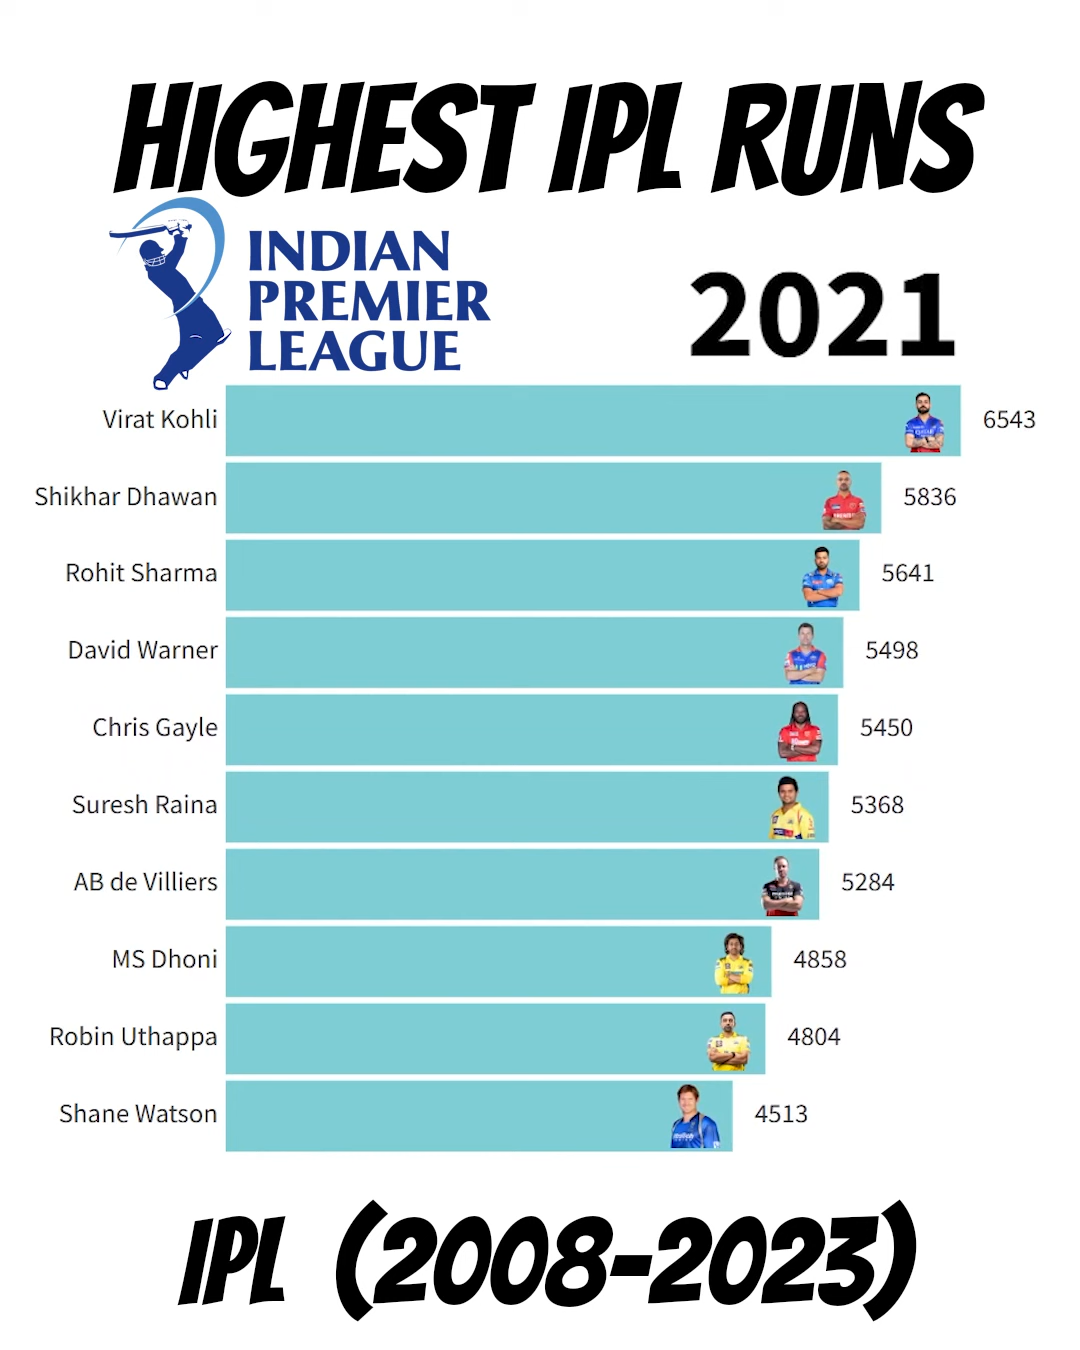 HIGHEST IPL RUNS
INDIAN
PREMIER
LEAGUE
2021
Virat Kohli 6543
Shikhar Dhawan 5836
Rohit Sharma 5641
David Warner 5498
Chris Gayle 5450
Suresh Raina 5368
AB de Villiers 5284
MS Dhoni 4858
Robin Uthappa 4804
Shane Watson 4513
IPL (2008-2023)